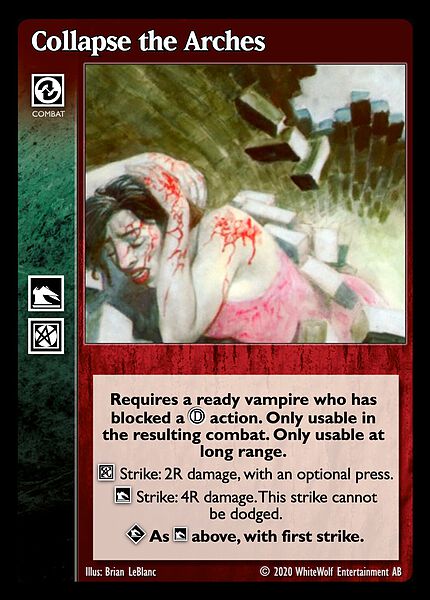 Collapse the Arches
COMBAT
Requires a ready vampire who has
blocked a D action. Only usable in
the resulting combat. Only usable at
long range.
Strike: 2R damage, with an optional press.
Strike: 4R damage. This strike cannot
be dodged.
As above, with first strike.
Illus: Brian LeBlanc
© 2020 WhiteWolf Entertainment AB